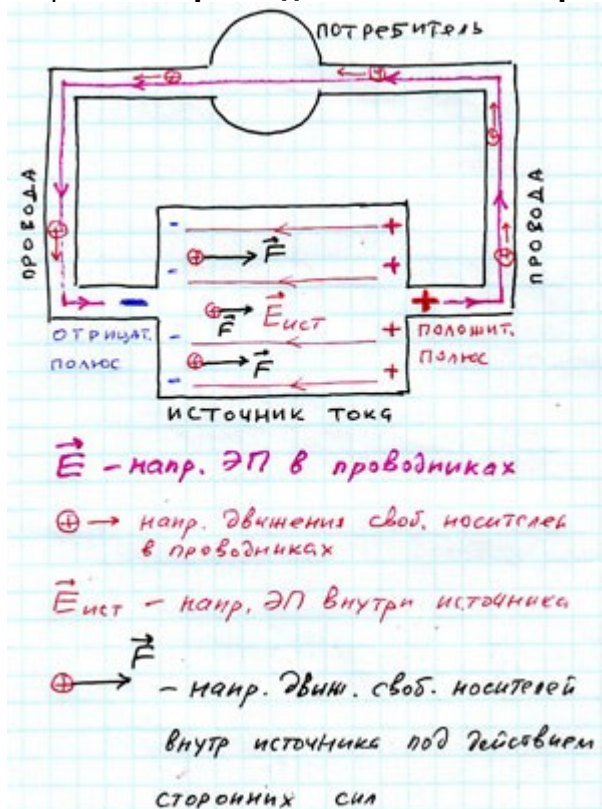 ПОТРЕБИТЕЛЬ
ПРОВОДА
ПРОВОДА
- +
- +
- +
- +
F
F
F
Eист
- +
ОТРИЦАТ.
ПОЛЮС
ПОЛОЖИТ.
ПОЛЮС
ИСТОЧНИК ТОКА
E – напр. ЭП в проводниках
⊕→ напр. движения своб. носителей
в проводниках
Eист – напр. ЭП внутри источника
⊕→ F – напр. движ. своб. носителей
внутр источника под действием
сторонних сил